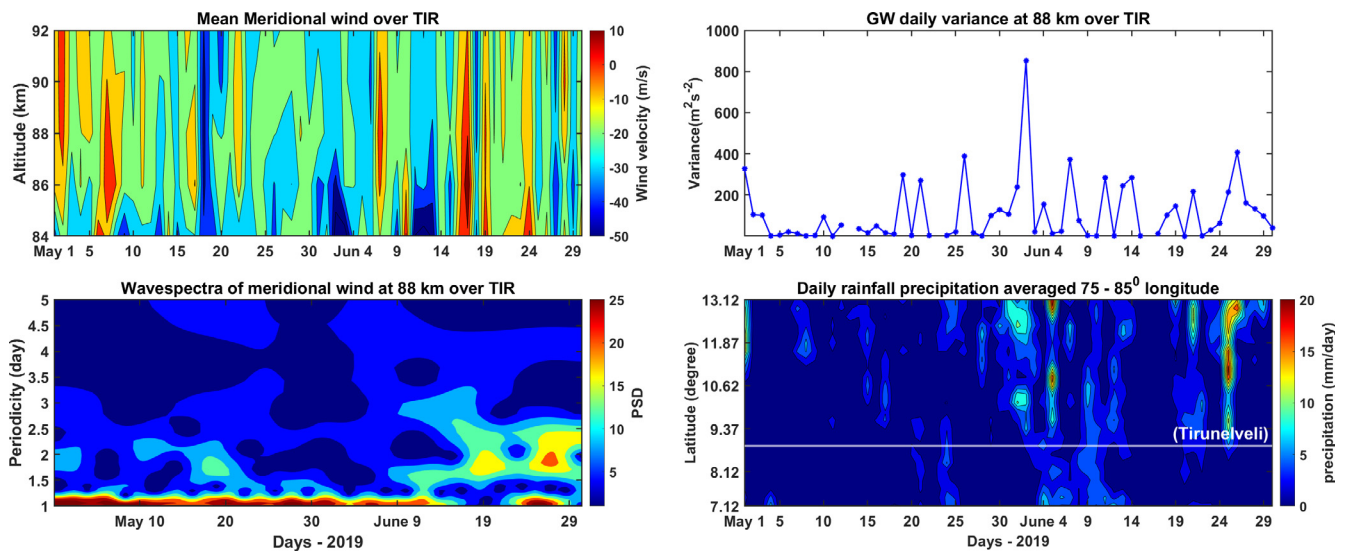 Mean Meridional wind over TIR
92
90
88
86
84
Altitude (km)
May 1 5 10 15 20 25 30 Jun 4 9 14 19 24 29
10
0
-10
-20
-30
-40
-50
Wind velocity (m/s)
GW daily variance at 88 km over TIR
1000
800
600
400
200
Variance(m²s⁻²)
May 1 5 10 15 20 25 30 June 4 9 14 19 24 29
Wavespectra of meridional wind at 88 km over TIR
5
4.5
4
3.5
3
2.5
2
1.5
1
Periodicity (day)
May 10 20 30 June 9 19 29
Days - 2019
25
20
15
10
5
PSD
Daily rainfall precipitation averaged 75 - 85⁰ longitude
13.12
11.87
10.62
9.37
8.12
7.12
Latitude (degree)
(Tirunelveli)
May 1 5 10 15 20 25 30 June 4 9 14 19 24 29
Days - 2019
20
15
10
5
0
precipitation (mm/day)